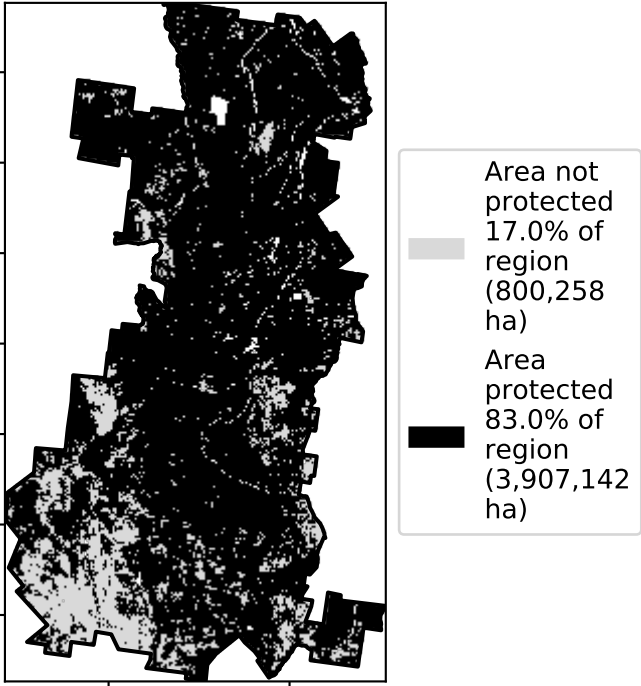 Area not
protected
17.0% of
region
(800,258
ha)
Area
protected
83.0% of
region
(3,907,142
ha)